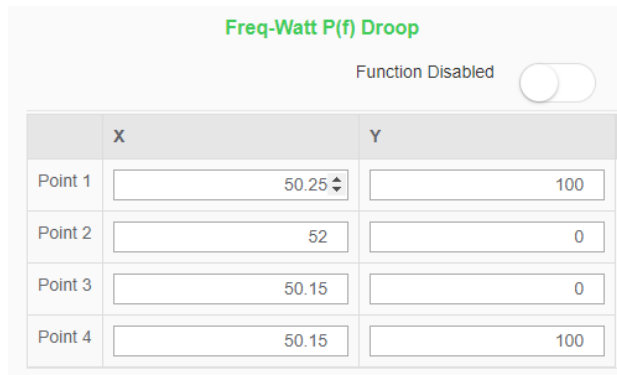 Freq-Watt P(f) Droop
Function Disabled
X Y
Point 1 50.25 100
Point 2 52 0
Point 3 50.15 0
Point 4 50.15 100